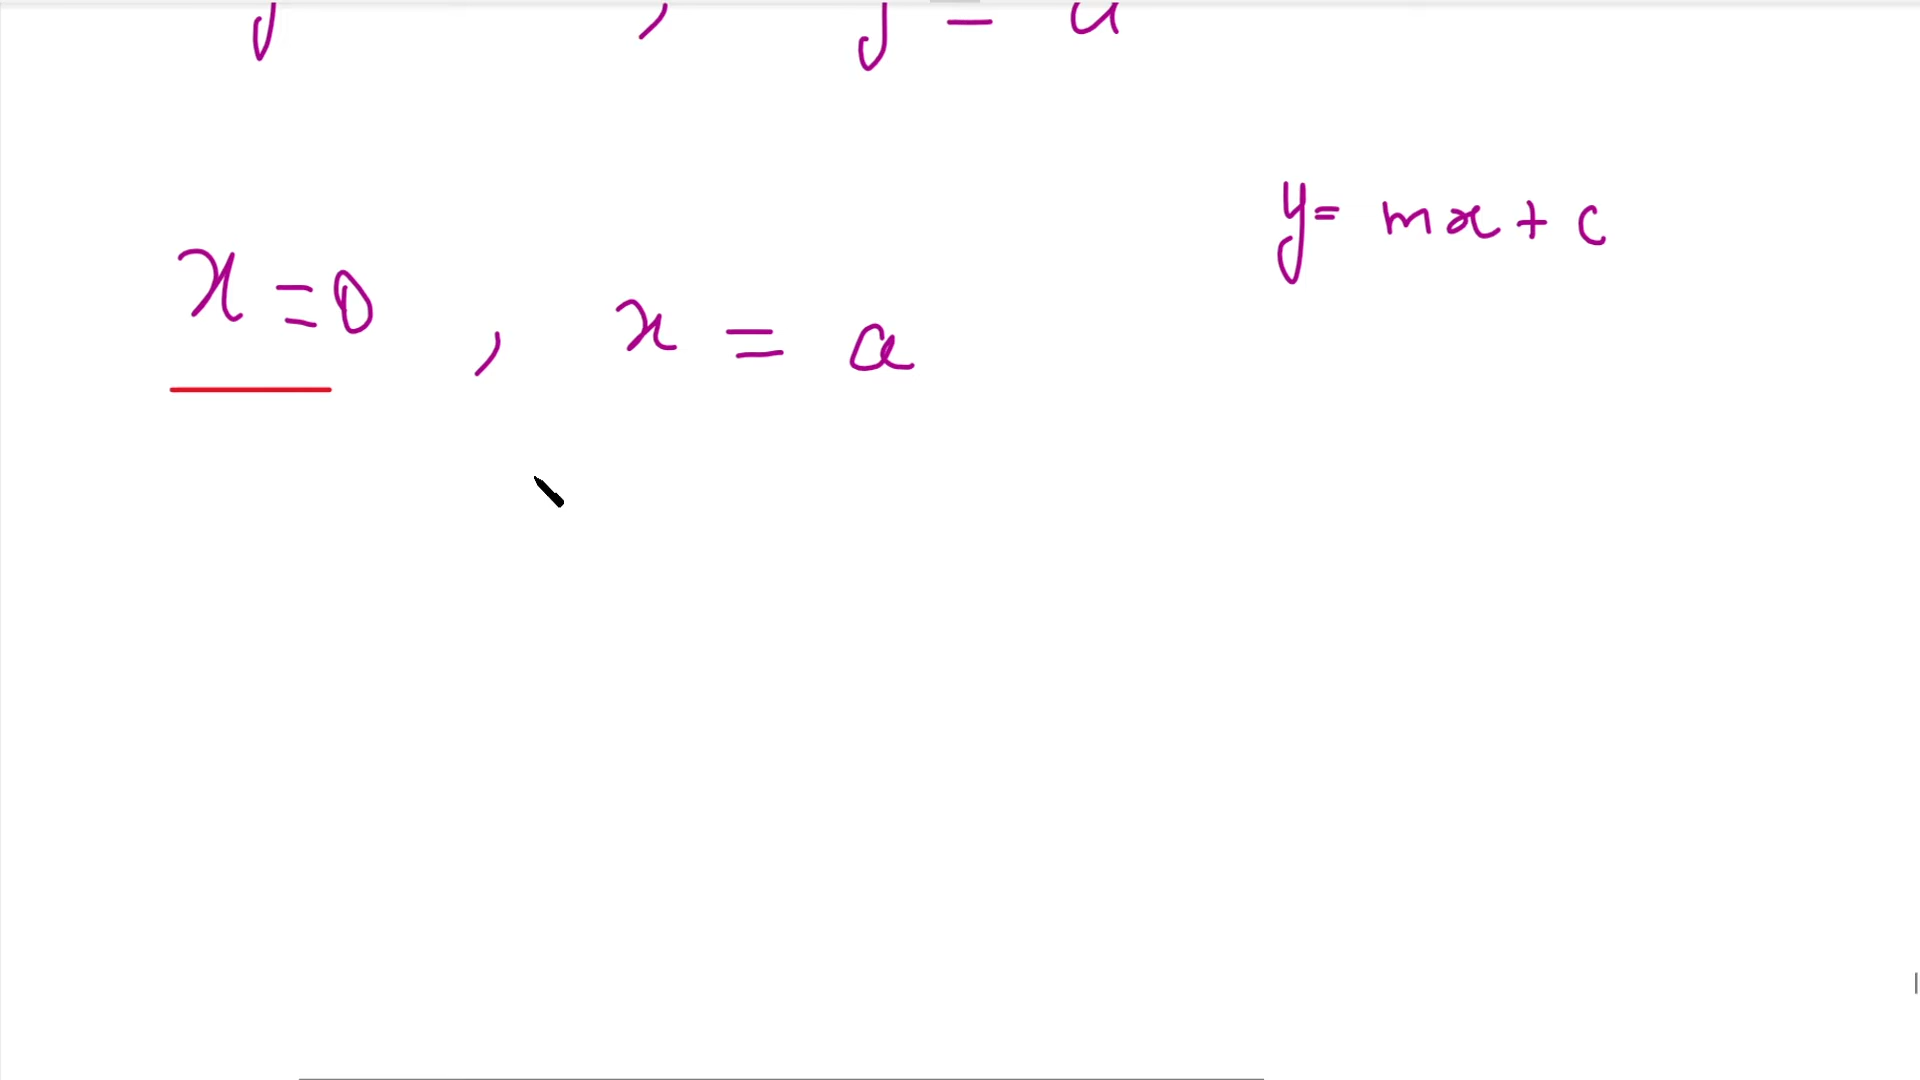 y , y = a
y = mx + c
x = 0 , x = a